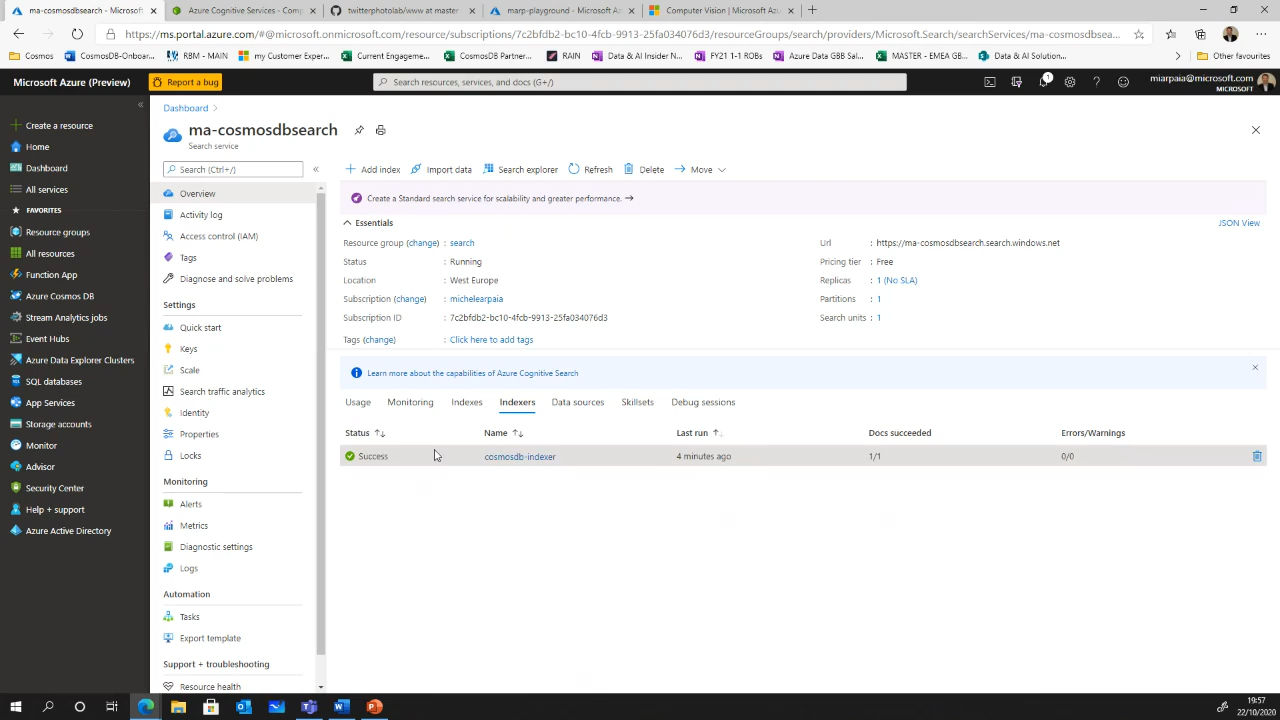 ma-cosmosdbsearch - Microsoft A
Azure Cognitive Services - Comp
twitterphotolab/www at master
marp-playground - Microsoft Az
Computer Vision | Microsoft Azu
https://ms.portal.azure.com/#@microsoft.onmicrosoft.com/resource/subscriptions/7c2bfdb2-bc10-4fcb-9913-25fa034076d3/resourceGroups/search/providers/Microsoft.Search/searchServices/ma-cosmosdbsea...
Cosmos
CosmosDB-Onboar...
RBM - MAIN
my Customer Exper...
Current Engageme...
CosmosDB Partner...
RAIN
Data & AI Insider N...
FY21 1-1 ROBs
Azure Data GBB Se...
MASTER - EMEA GB...
Data & AI Solution...
Other favourites
Microsoft Azure (Preview)
Report a bug
Search resources, services, and docs (G+/)
1
miarpaia@microsoft.com
MICROSOFT
Create a resource
Home
Dashboard
All services
FAVORITES
Resource groups
All resources
Function App
Azure Cosmos DB
Stream Analytics jobs
Event Hubs
Azure Data Explorer Clusters
SQL databases
App Services
Storage accounts
Monitor
Advisor
Security Center
Help + support
Azure Active Directory
Dashboard >
ma-cosmosdbsearch
Search service
Search (Ctrl+/)
Overview
Activity log
Access control (IAM)
Tags
Diagnose and solve problems
Settings
Quick start
Keys
Scale
Search traffic analytics
Identity
Properties
Locks
Monitoring
Alerts
Metrics
Diagnostic settings
Logs
Automation
Tasks
Export template
Support + troubleshooting
Resource health
Add index
Import data
Search explorer
Refresh
Delete
Move
Create a Standard search service for scalability and greater performance. →
Essentials
JSON View
Resource group (change) : search
Status : Running
Location : West Europe
Subscription (change) : michelearpaia
Subscription ID : 7c2bfdb2-bc10-4fcb-9913-25fa034076d3
Tags (change) : Click here to add tags
Url : https://ma-cosmosdbsearch.search.windows.net
Pricing tier : Free
Replicas : 1 (No SLA)
Partitions : 1
Search units : 1
Learn more about the capabilities of Azure Cognitive Search
Usage Monitoring Indexes Indexers Data sources Skillsets Debug sessions
Status Name Last run Docs succeeded Errors/Warnings
Success cosmosdb-indexer 4 minutes ago 1/1 0/0
19:57
22/10/2020